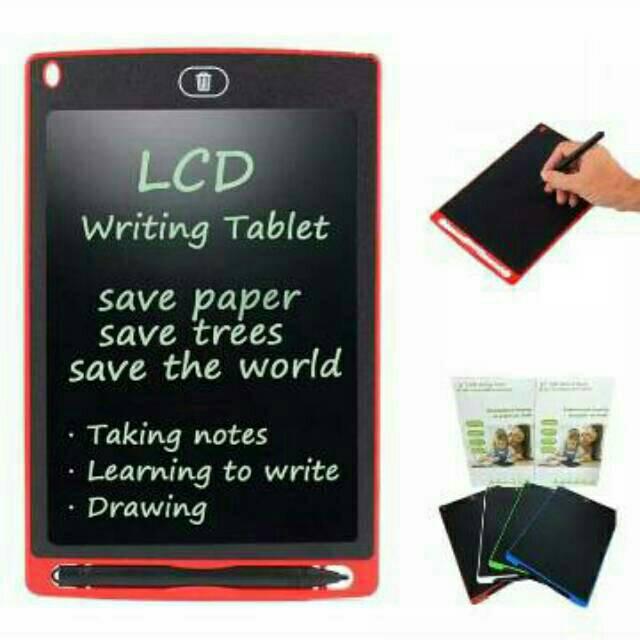 LCD
Writing Tablet
save paper
save trees
save the world
· Taking notes
· Learning to write
· Drawing